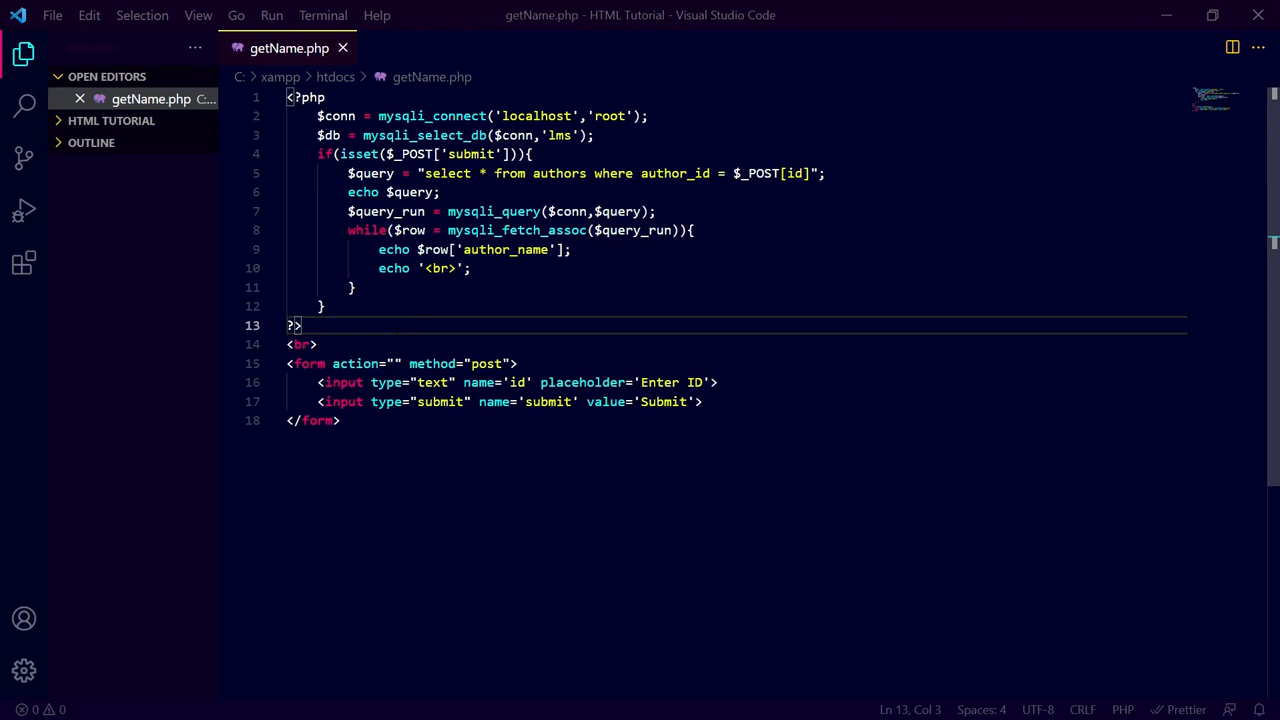 File Edit Selection View Go Run Terminal Help getName.php - HTML Tutorial - Visual Studio Code
getName.php
OPEN EDITORS
getName.php C:...
HTML TUTORIAL
OUTLINE
C: > xampp > htdocs > getName.php
1 <?php
2 $conn = mysqli_connect('localhost','root');
3 $db = mysqli_select_db($conn,'lms');
4 if(isset($_POST['submit'])){
5 $query = "select * from authors where author_id = $_POST[id]";
6 echo $query;
7 $query_run = mysqli_query($conn,$query);
8 while($row = mysqli_fetch_assoc($query_run)){
9 echo $row['author_name'];
10 echo '<br>';
11 }
12 }
13 ?>
14 <br>
15 <form action="" method="post">
16 <input type="text" name='id' placeholder='Enter ID'>
17 <input type="submit" name='submit' value='Submit'>
18 </form>
0 0 Ln 13, Col 3 Spaces: 4 UTF-8 CRLF PHP Prettier